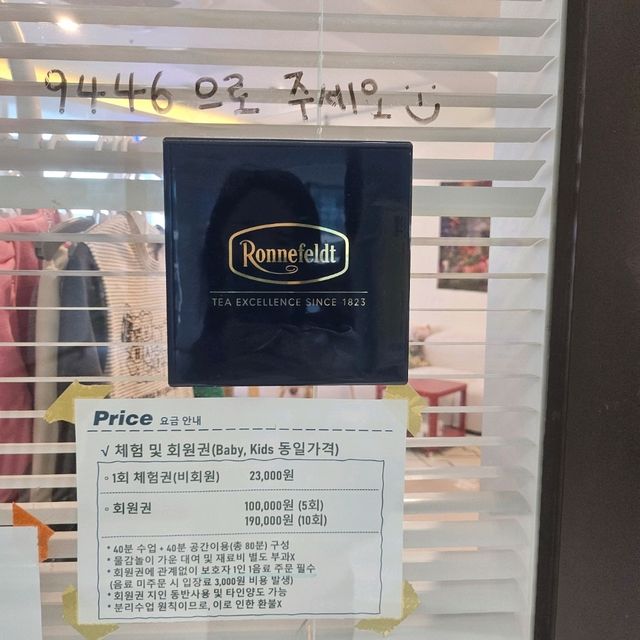 9446으로 주세요
Ronnefeldt
TEA EXCELLENCE SINCE 1823
Price 요금 안내
√ 체험 및 회원권(Baby, Kids 동일가격)
◦ 1회 체험권(비회원) 23,000원
◦ 회원권 100,000원 (5회)
190,000원 (10회)
* 40분 수업 + 40분 공간이용(총 80분) 구성
* 물감놀이 가운 대여 및 재료비 별도 부과X
* 회원권에 관계없이 보호자 1인 1음료 주문 필수
(음료 미주문 시 입장료 3,000원 비용 발생)
* 회원권 지인 동반사용 및 타인양도 가능
* 분리수업 원칙이므로, 이로 인한 환불X